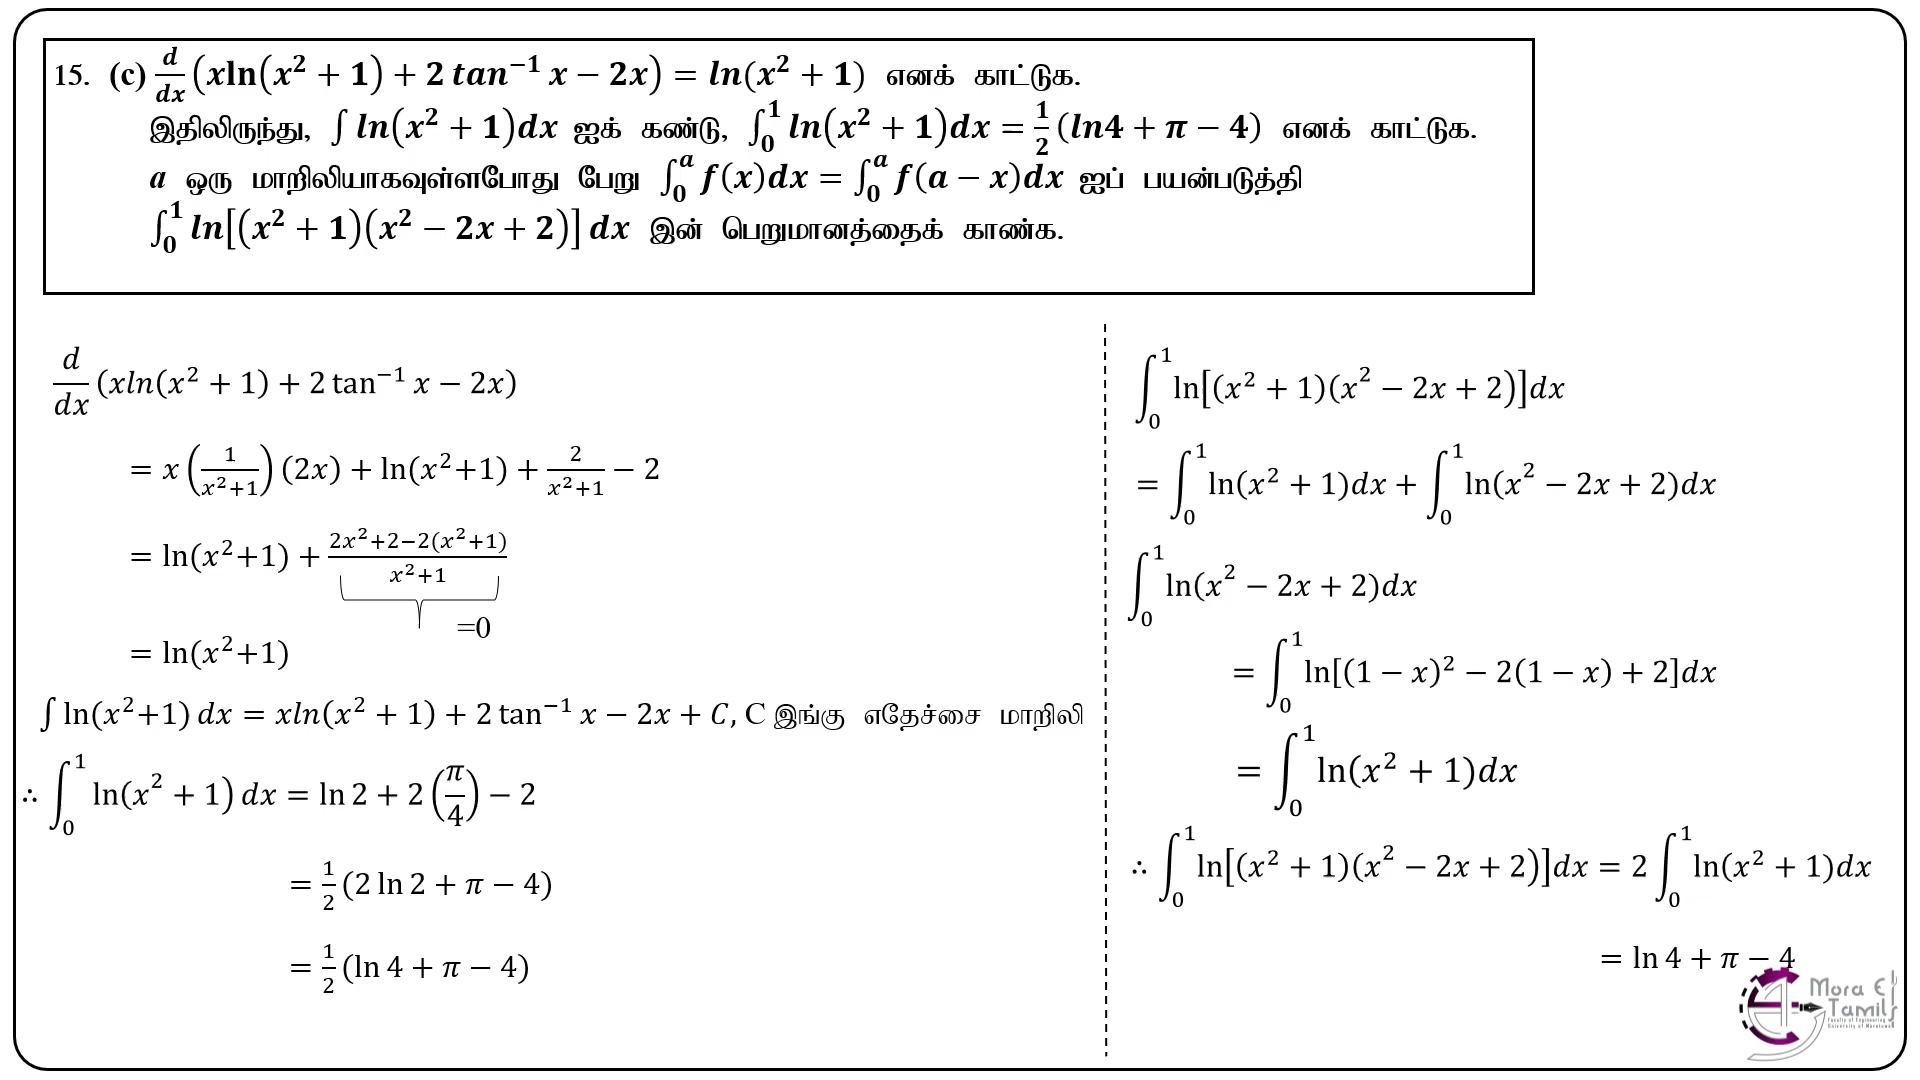 15. (c) d/dx (xln(x² + 1) + 2 tan⁻¹ x − 2x) = ln(x² + 1) எனக் காட்டுக.
இதிலிருந்து, ∫ ln(x² + 1)dx ஐக் கண்டு, ∫₀¹ ln(x² + 1)dx = 1/2 (ln4 + π − 4) எனக் காட்டுக.
a ஒரு மாறிலியாகவுள்ளபோது பேறு ∫₀ᵃ f(x)dx = ∫₀ᵃ f(a − x)dx ஐப் பயன்படுத்தி
∫₀¹ ln[(x² + 1)(x² − 2x + 2)] dx இன் பெறுமானத்தைக் காண்க.
d/dx (xln(x² + 1) + 2 tan⁻¹ x − 2x)
= x (1/(x²+1)) (2x) + ln(x²+1) + 2/(x²+1) − 2
= ln(x²+1) + (2x²+2−2(x²+1))/(x²+1)
=0
= ln(x²+1)
∫ ln(x²+1) dx = xln(x² + 1) + 2 tan⁻¹ x − 2x + C, C இங்கு எதேச்சை மாறிலி
∴ ∫₀¹ ln(x² + 1) dx = ln 2 + 2 (π/4) − 2
= 1/2 (2 ln 2 + π − 4)
= 1/2 (ln 4 + π − 4)
∫₀¹ ln[(x² + 1)(x² − 2x + 2)]dx
= ∫₀¹ ln(x² + 1)dx + ∫₀¹ ln(x² − 2x + 2)dx
∫₀¹ ln(x² − 2x + 2)dx
= ∫₀¹ ln[(1 − x)² − 2(1 − x) + 2]dx
= ∫₀¹ ln(x² + 1)dx
∴ ∫₀¹ ln[(x² + 1)(x² − 2x + 2)]dx = 2 ∫₀¹ ln(x² + 1)dx
= ln 4 + π − 4
Mora E
Tamils
Faculty of Engineering
University of Moratuwa